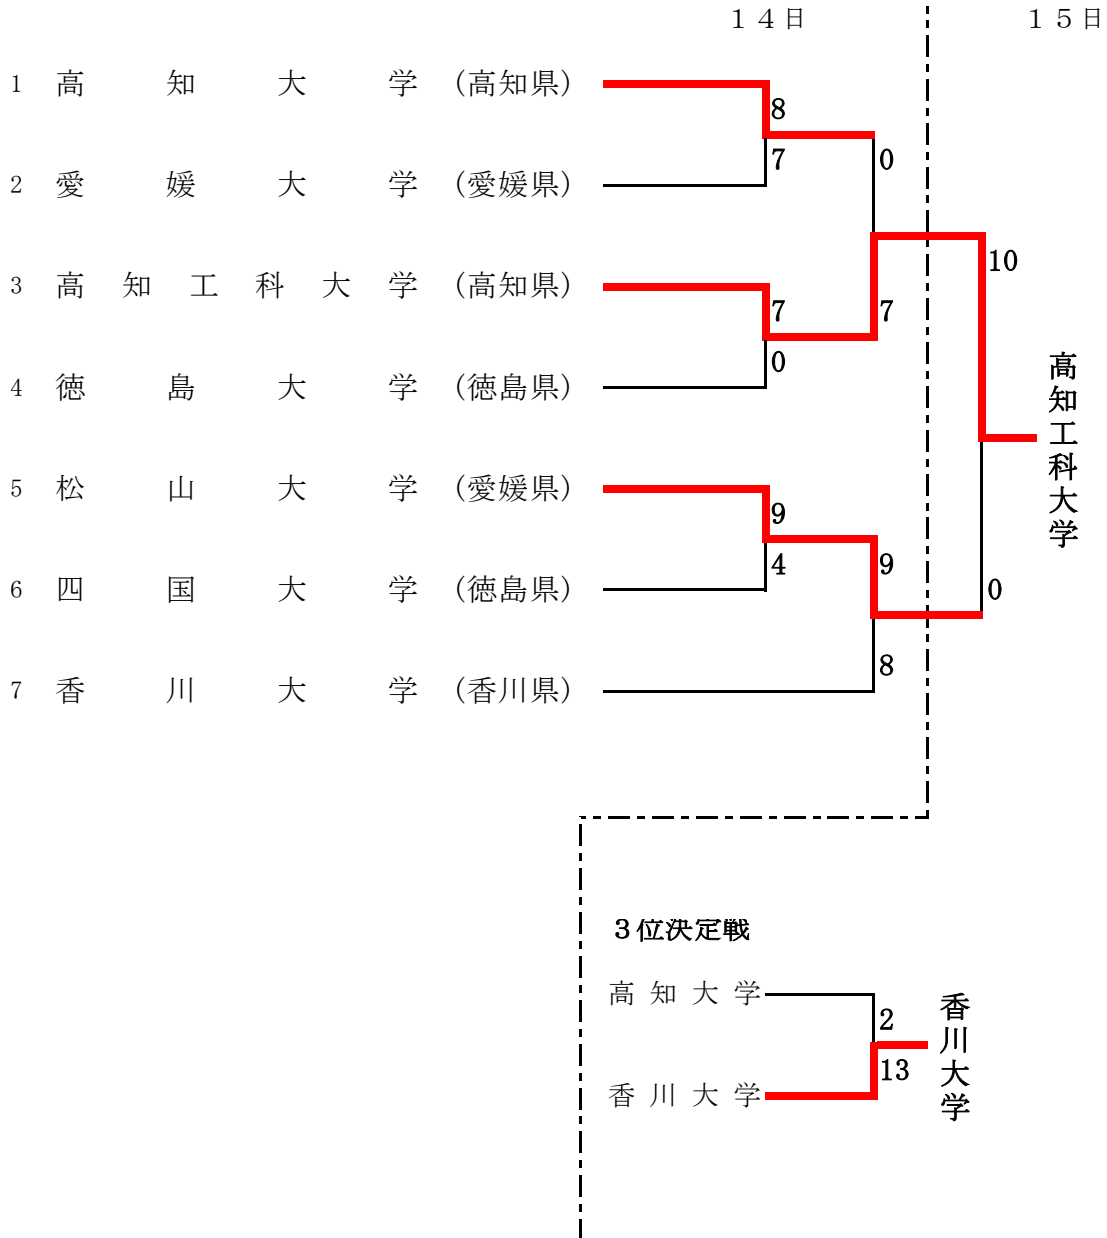 １４日 １５日
1 高知大学 (高知県)
8
7
0
2 愛媛大学 (愛媛県)
10
3 高知工科大学 (高知県)
7
7
0
高知工科大学
4 徳島大学 (徳島県)
5 松山大学 (愛媛県)
9
4
9
0
6 四国大学 (徳島県)
8
7 香川大学 (香川県)
３位決定戦
高知大学
2
13
香川大学
香川大学